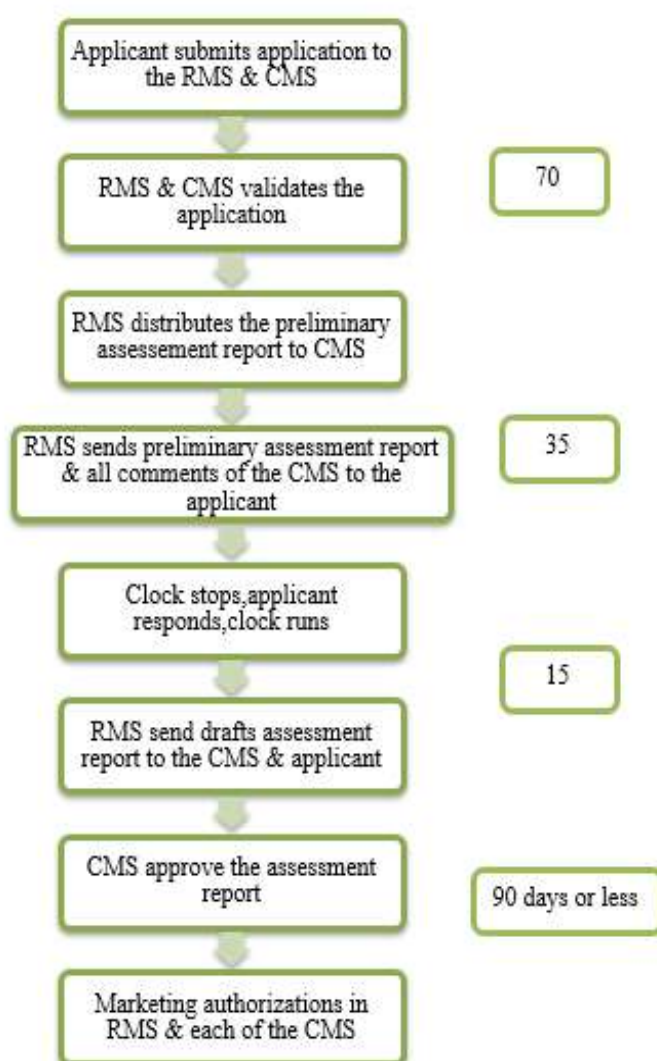 Applicant submits application to
the RMS & CMS
RMS & CMS validates the
application
70
RMS distributes the preliminary
assessement report to CMS
RMS sends preliminary assessment report
& all comments of the CMS to the
applicant
35
Clock stops,applicant
responds,clock runs
15
RMS send drafts assessment
report to the CMS & applicant
CMS approve the assessment
report
90 days or less
Marketing authorizations in
RMS & each of the CMS